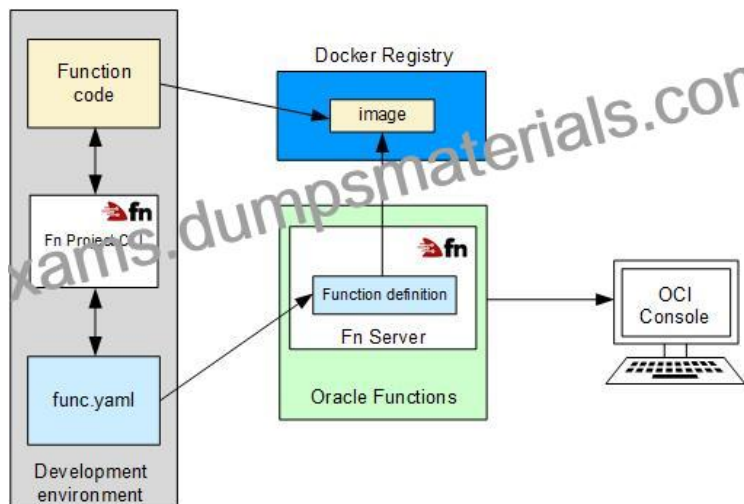 Function
code
fn
Fn Project
func.yaml
Development
environment
Docker Registry
image
fn
Function definition
Fn Server
Oracle Functions
OCI
Console
xams.dumpsmaterials.com